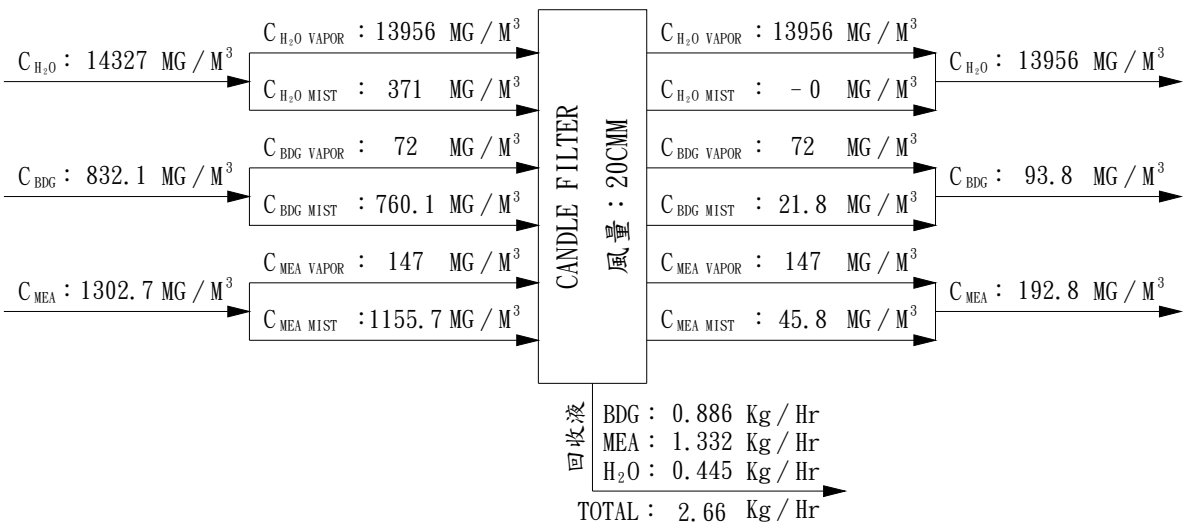 C H₂O : 14327 MG/M³
C BDG : 832.1 MG/M³
C MEA : 1302.7 MG/M³
C H₂O VAPOR : 13956 MG/M³
C H₂O MIST : 371 MG/M³
C BDG VAPOR : 72 MG/M³
C BDG MIST : 760.1 MG/M³
C MEA VAPOR : 147 MG/M³
C MEA MIST : 1155.7 MG/M³
CANDLE FILTER
風量：20CMM
C H₂O VAPOR : 13956 MG/M³
C H₂O MIST : -0 MG/M³
C BDG VAPOR : 72 MG/M³
C BDG MIST : 21.8 MG/M³
C MEA VAPOR : 147 MG/M³
C MEA MIST : 45.8 MG/M³
C H₂O : 13956 MG/M³
C BDG : 93.8 MG/M³
C MEA : 192.8 MG/M³
回收液
BDG : 0.886 Kg/Hr
MEA : 1.332 Kg/Hr
H₂O : 0.445 Kg/Hr
TOTAL : 2.66 Kg/Hr